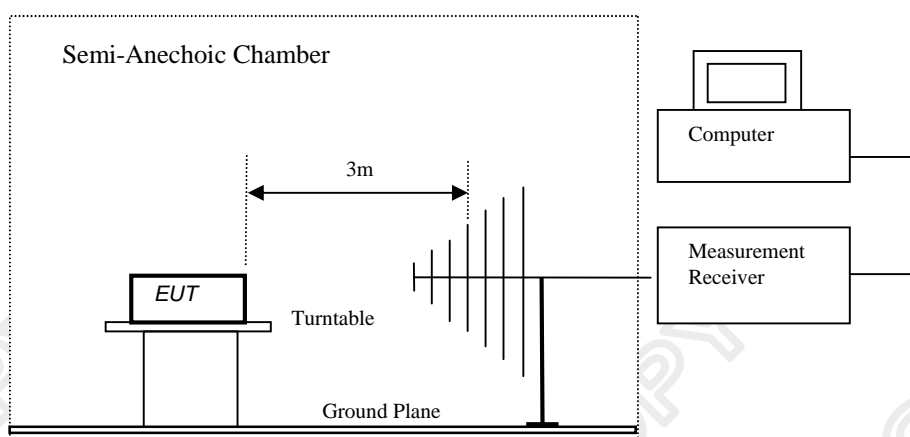 Semi-Anechoic Chamber
Computer
3m
Measurement
Receiver
EUT
Turntable
Ground Plane